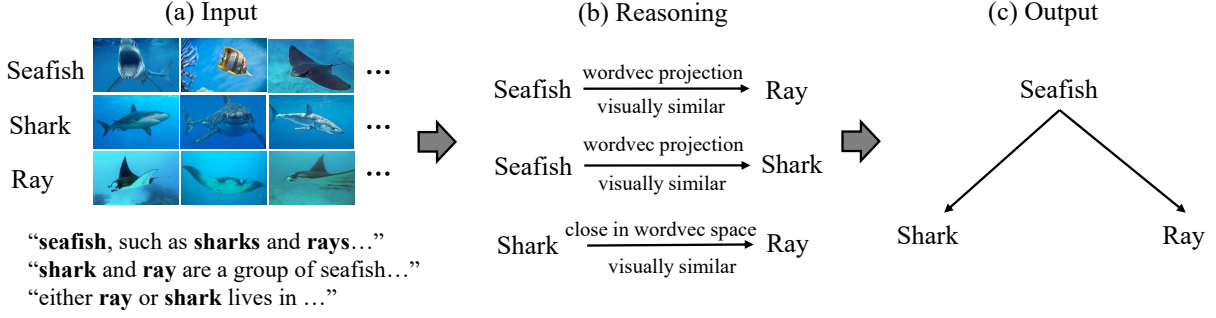 (a) Input
Seafish
...
Shark
...
Ray
...
“seafish, such as sharks and rays…”
“shark and ray are a group of seafish…”
“either ray or shark lives in …”
(b) Reasoning
Seafish wordvec projection Ray
visually similar
Seafish wordvec projection Shark
visually similar
Shark close in wordvec space Ray
visually similar
(c) Output
Seafish
Shark Ray